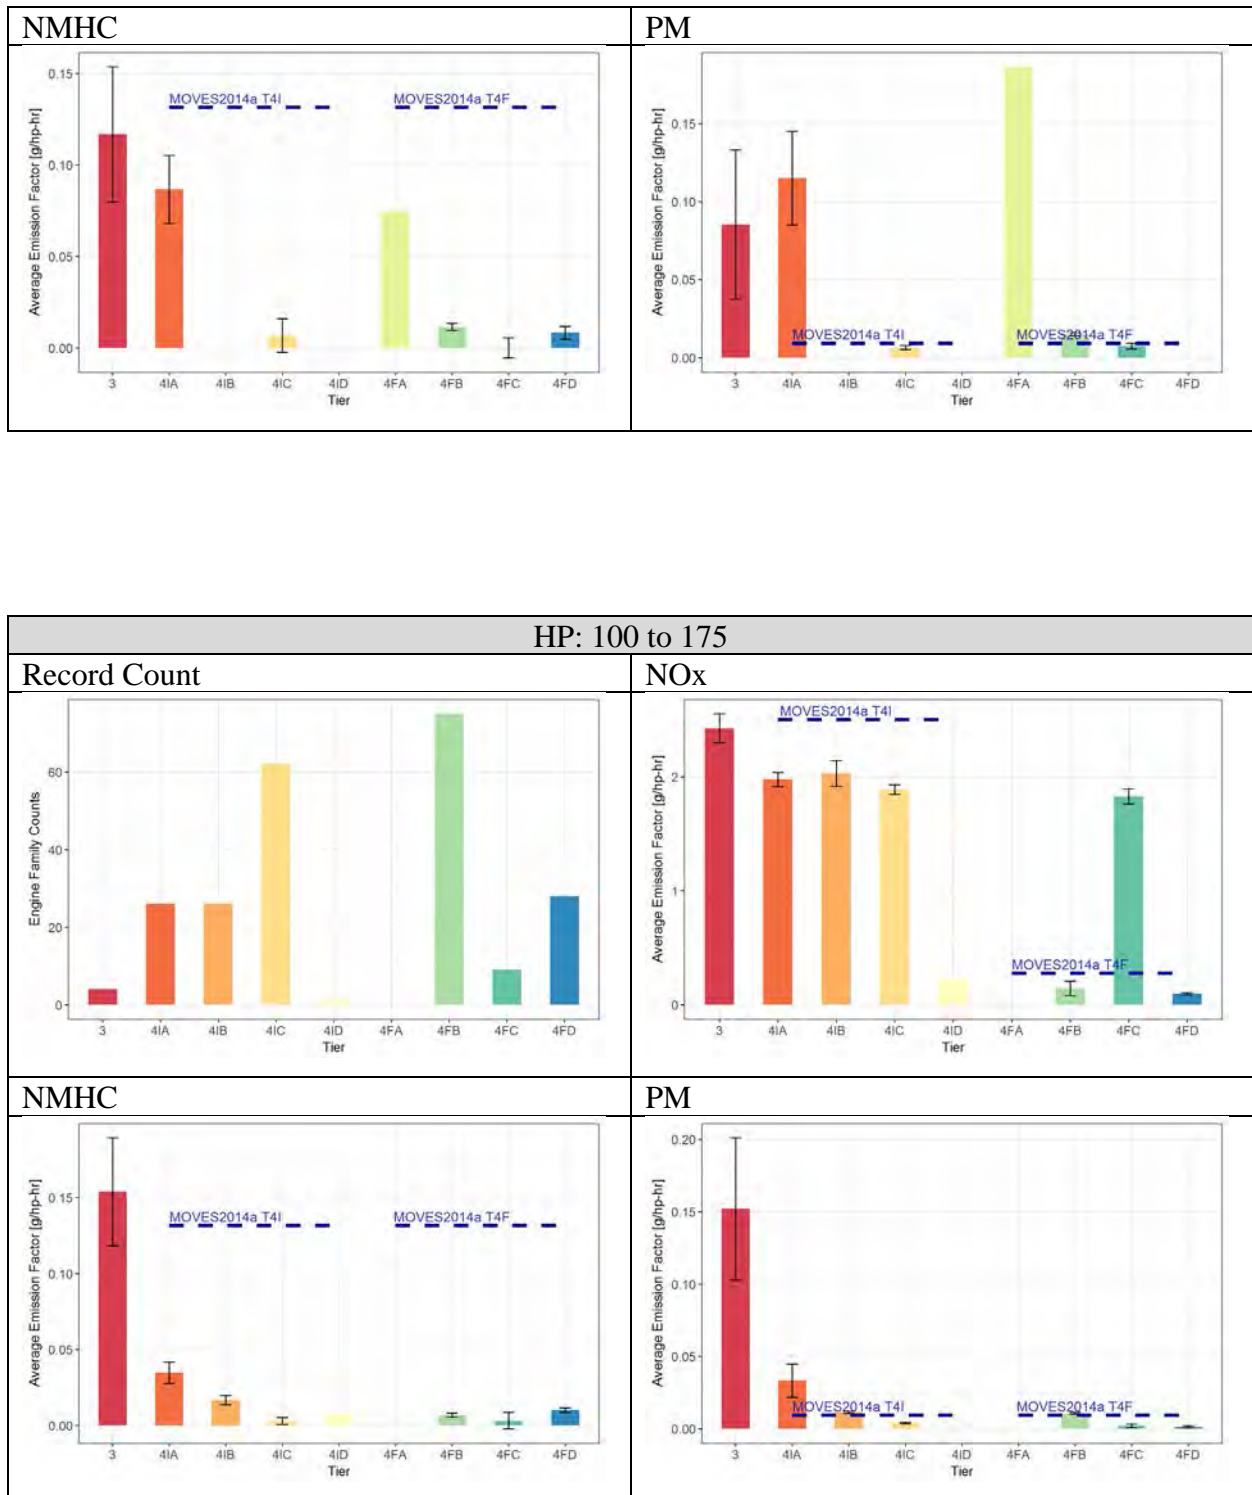 NMHC
PM
Average Emission Factor [g/hp-hr]
0.15
0.10
0.05
0.00
MOVES2014a T4I
MOVES2014a T4F
3 4IA 4IB 4IC 4ID 4FA 4FB 4FC 4FD
Tier
Average Emission Factor [g/hp-hr]
0.15
0.10
0.05
0.00
MOVES2014a T4I
MOVES2014a T4F
3 4IA 4IB 4IC 4ID 4FA 4FB 4FC 4FD
Tier
HP: 100 to 175
Record Count
NOx
Engine Family Counts
60
40
20
0
3 4IA 4IB 4IC 4ID 4FA 4FB 4FC 4FD
Tier
Average Emission Factor [g/hp-hr]
2
1
0
MOVES2014a T4I
MOVES2014a T4F
3 4IA 4IB 4IC 4ID 4FA 4FB 4FC 4FD
Tier
NMHC
PM
Average Emission Factor [g/hp-hr]
0.15
0.10
0.05
0.00
MOVES2014a T4I
MOVES2014a T4F
3 4IA 4IB 4IC 4ID 4FA 4FB 4FC 4FD
Tier
Average Emission Factor [g/hp-hr]
0.20
0.15
0.10
0.05
0.00
MOVES2014a T4I
MOVES2014a T4F
3 4IA 4IB 4IC 4ID 4FA 4FB 4FC 4FD
Tier